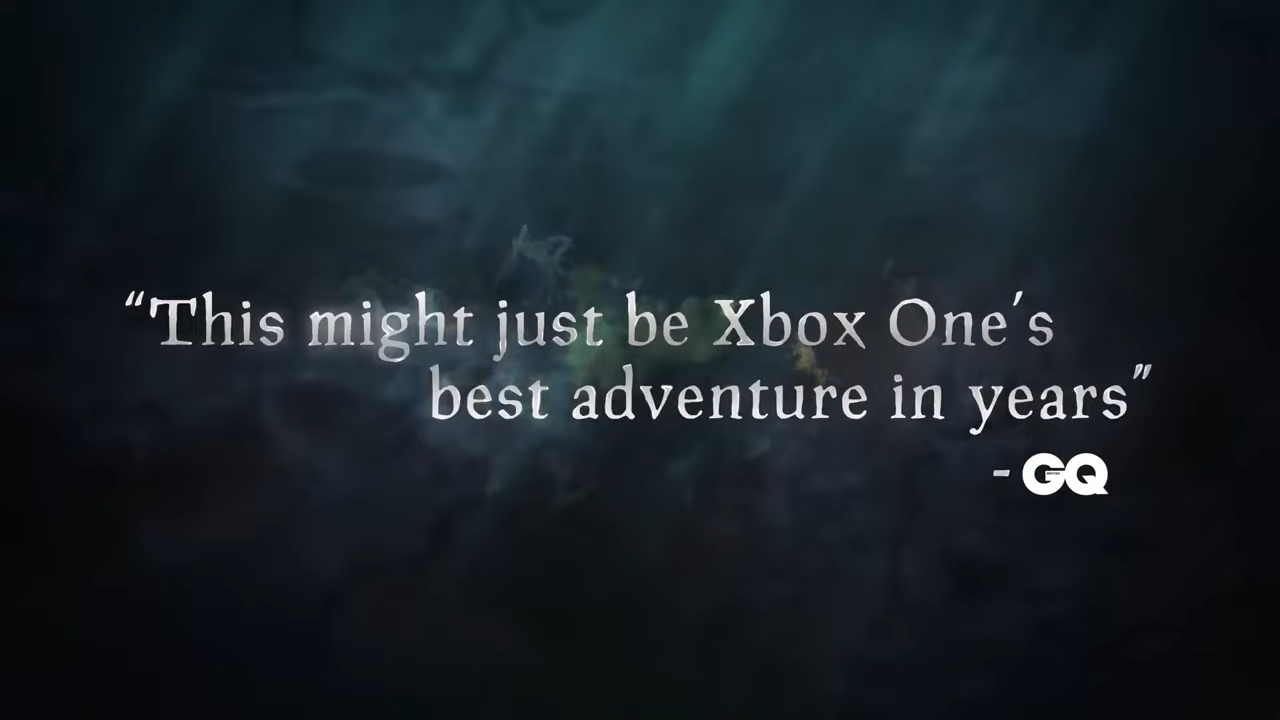 “This might just be Xbox One's
best adventure in years”
- GQ